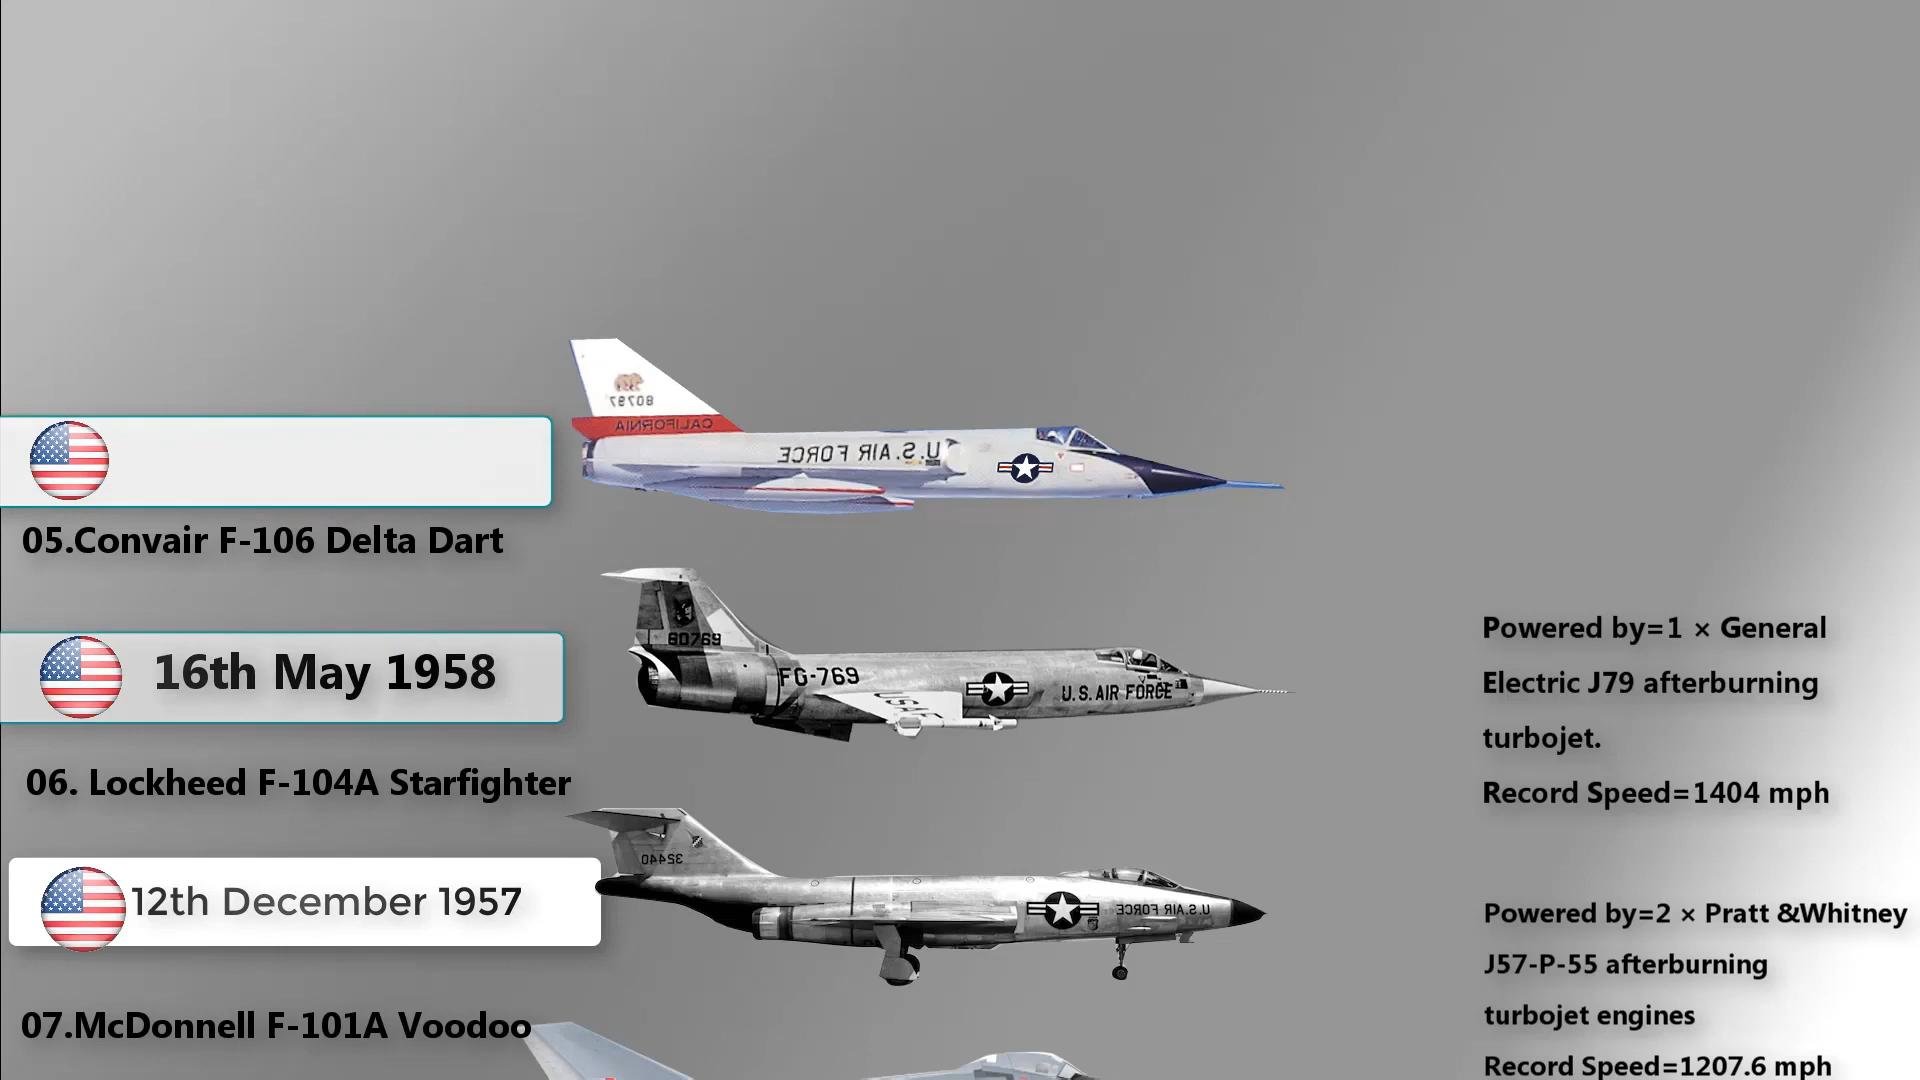 80797
CALIFORNIA
U.S. AIR FORCE
05.Convair F-106 Delta Dart
60769
FG-769
U.S. AIR FORCE
USAF
16th May 1958
Powered by=1 × General
Electric J79 afterburning
turbojet.
Record Speed=1404 mph
06. Lockheed F-104A Starfighter
32440
U.S. AIR FORCE
12th December 1957
Powered by=2 × Pratt &Whitney
J57-P-55 afterburning
turbojet engines
Record Speed=1207.6 mph
07.McDonnell F-101A Voodoo